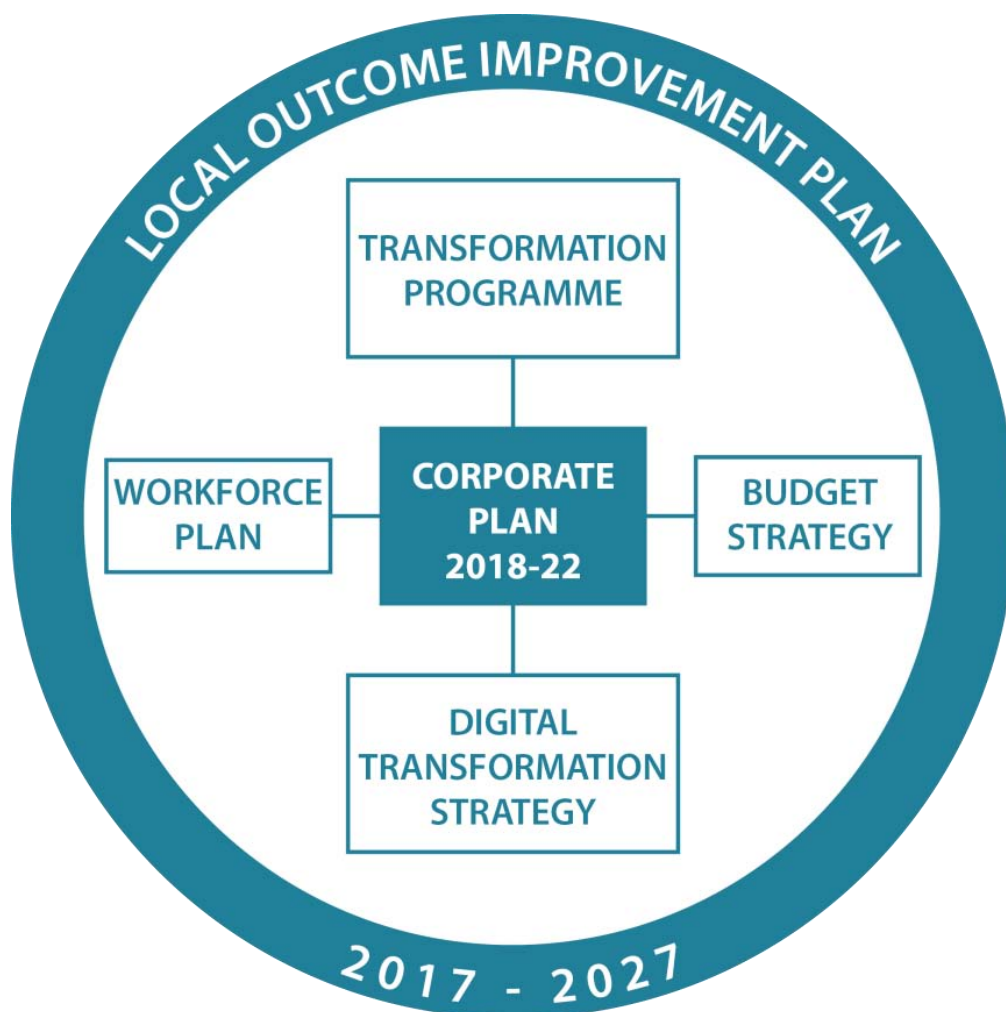 LOCAL OUTCOME IMPROVEMENT PLAN
TRANSFORMATION
PROGRAMME
WORKFORCE
PLAN
CORPORATE
PLAN
2018-22
BUDGET
STRATEGY
DIGITAL
TRANSFORMATION
STRATEGY
2017 - 2027